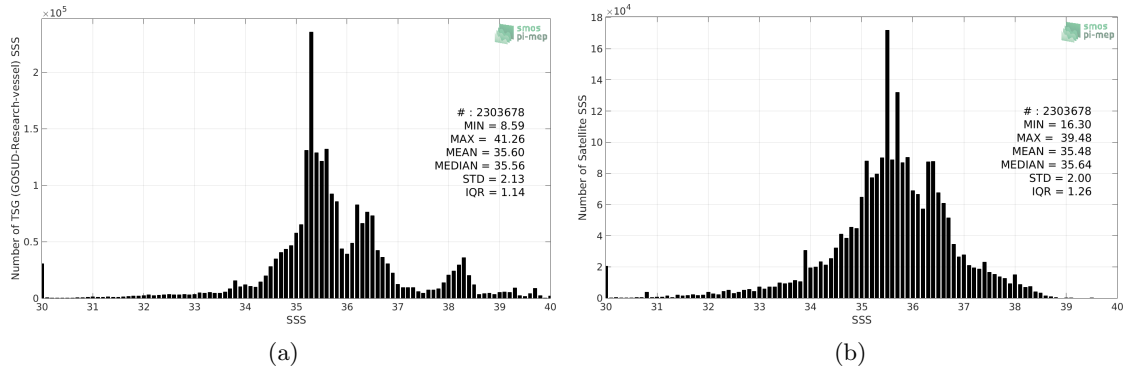 ×10⁵
smos
pi-mep
Number of TSG (GOSUD-Research-vessel) SSS
2
1.5
1
0.5
0
# : 2303678
MIN = 8.59
MAX = 41.26
MEAN = 35.60
MEDIAN = 35.56
STD = 2.13
IQR = 1.14
30 31 32 33 34 35 36 37 38 39 40
SSS
(a)
×10⁴
smos
pi-mep
Number of Satellite SSS
18
16
14
12
10
8
6
4
2
0
# : 2303678
MIN = 16.30
MAX = 39.48
MEAN = 35.48
MEDIAN = 35.64
STD = 2.00
IQR = 1.26
30 31 32 33 34 35 36 37 38 39 40
SSS
(b)